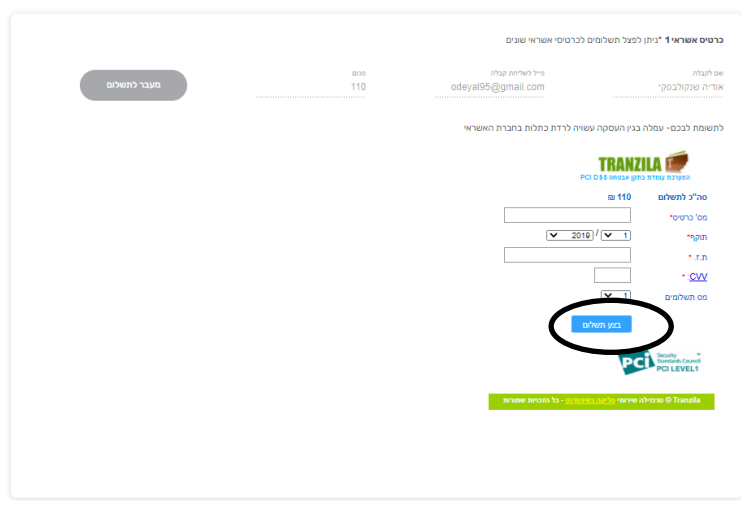 כרטיס אשראי 1 *ניתן לפצל תשלומים לכרטיסי אשראי שונים
שם לקבלה
מייל לשליחת קבלה
סכום
אודיה שנקולבסקי
odeyal95@gmail.com
110
מעבר לתשלום
לתשומת לבכם- עמלה בגין העסקה עשויה לרדת כתלות בחברת האשראי
TRANZILA
המערכת עומדת בתקן אבטחה PCI DSS
סה"כ לתשלום 110 ₪
מס' כרטיס*
תוקף* 1 / 2019
ת.ז. *
CVV: *
מס תשלומים 1
בצע תשלום
PCI Security Standards Council ™
PCI LEVEL1
Tranzila © טרנזילה שירותי סליקה באינטרנט - כל הזכויות שמורות